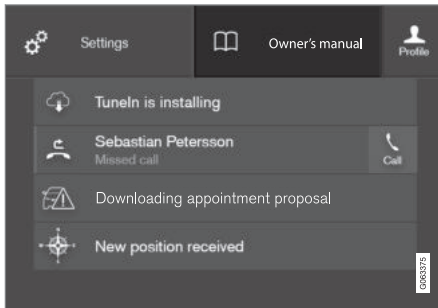 Settings
Owner's manual
Profile
TuneIn is installing
Sebastian Petersson
Missed call
Call
Downloading appointment proposal
New position received
G063375